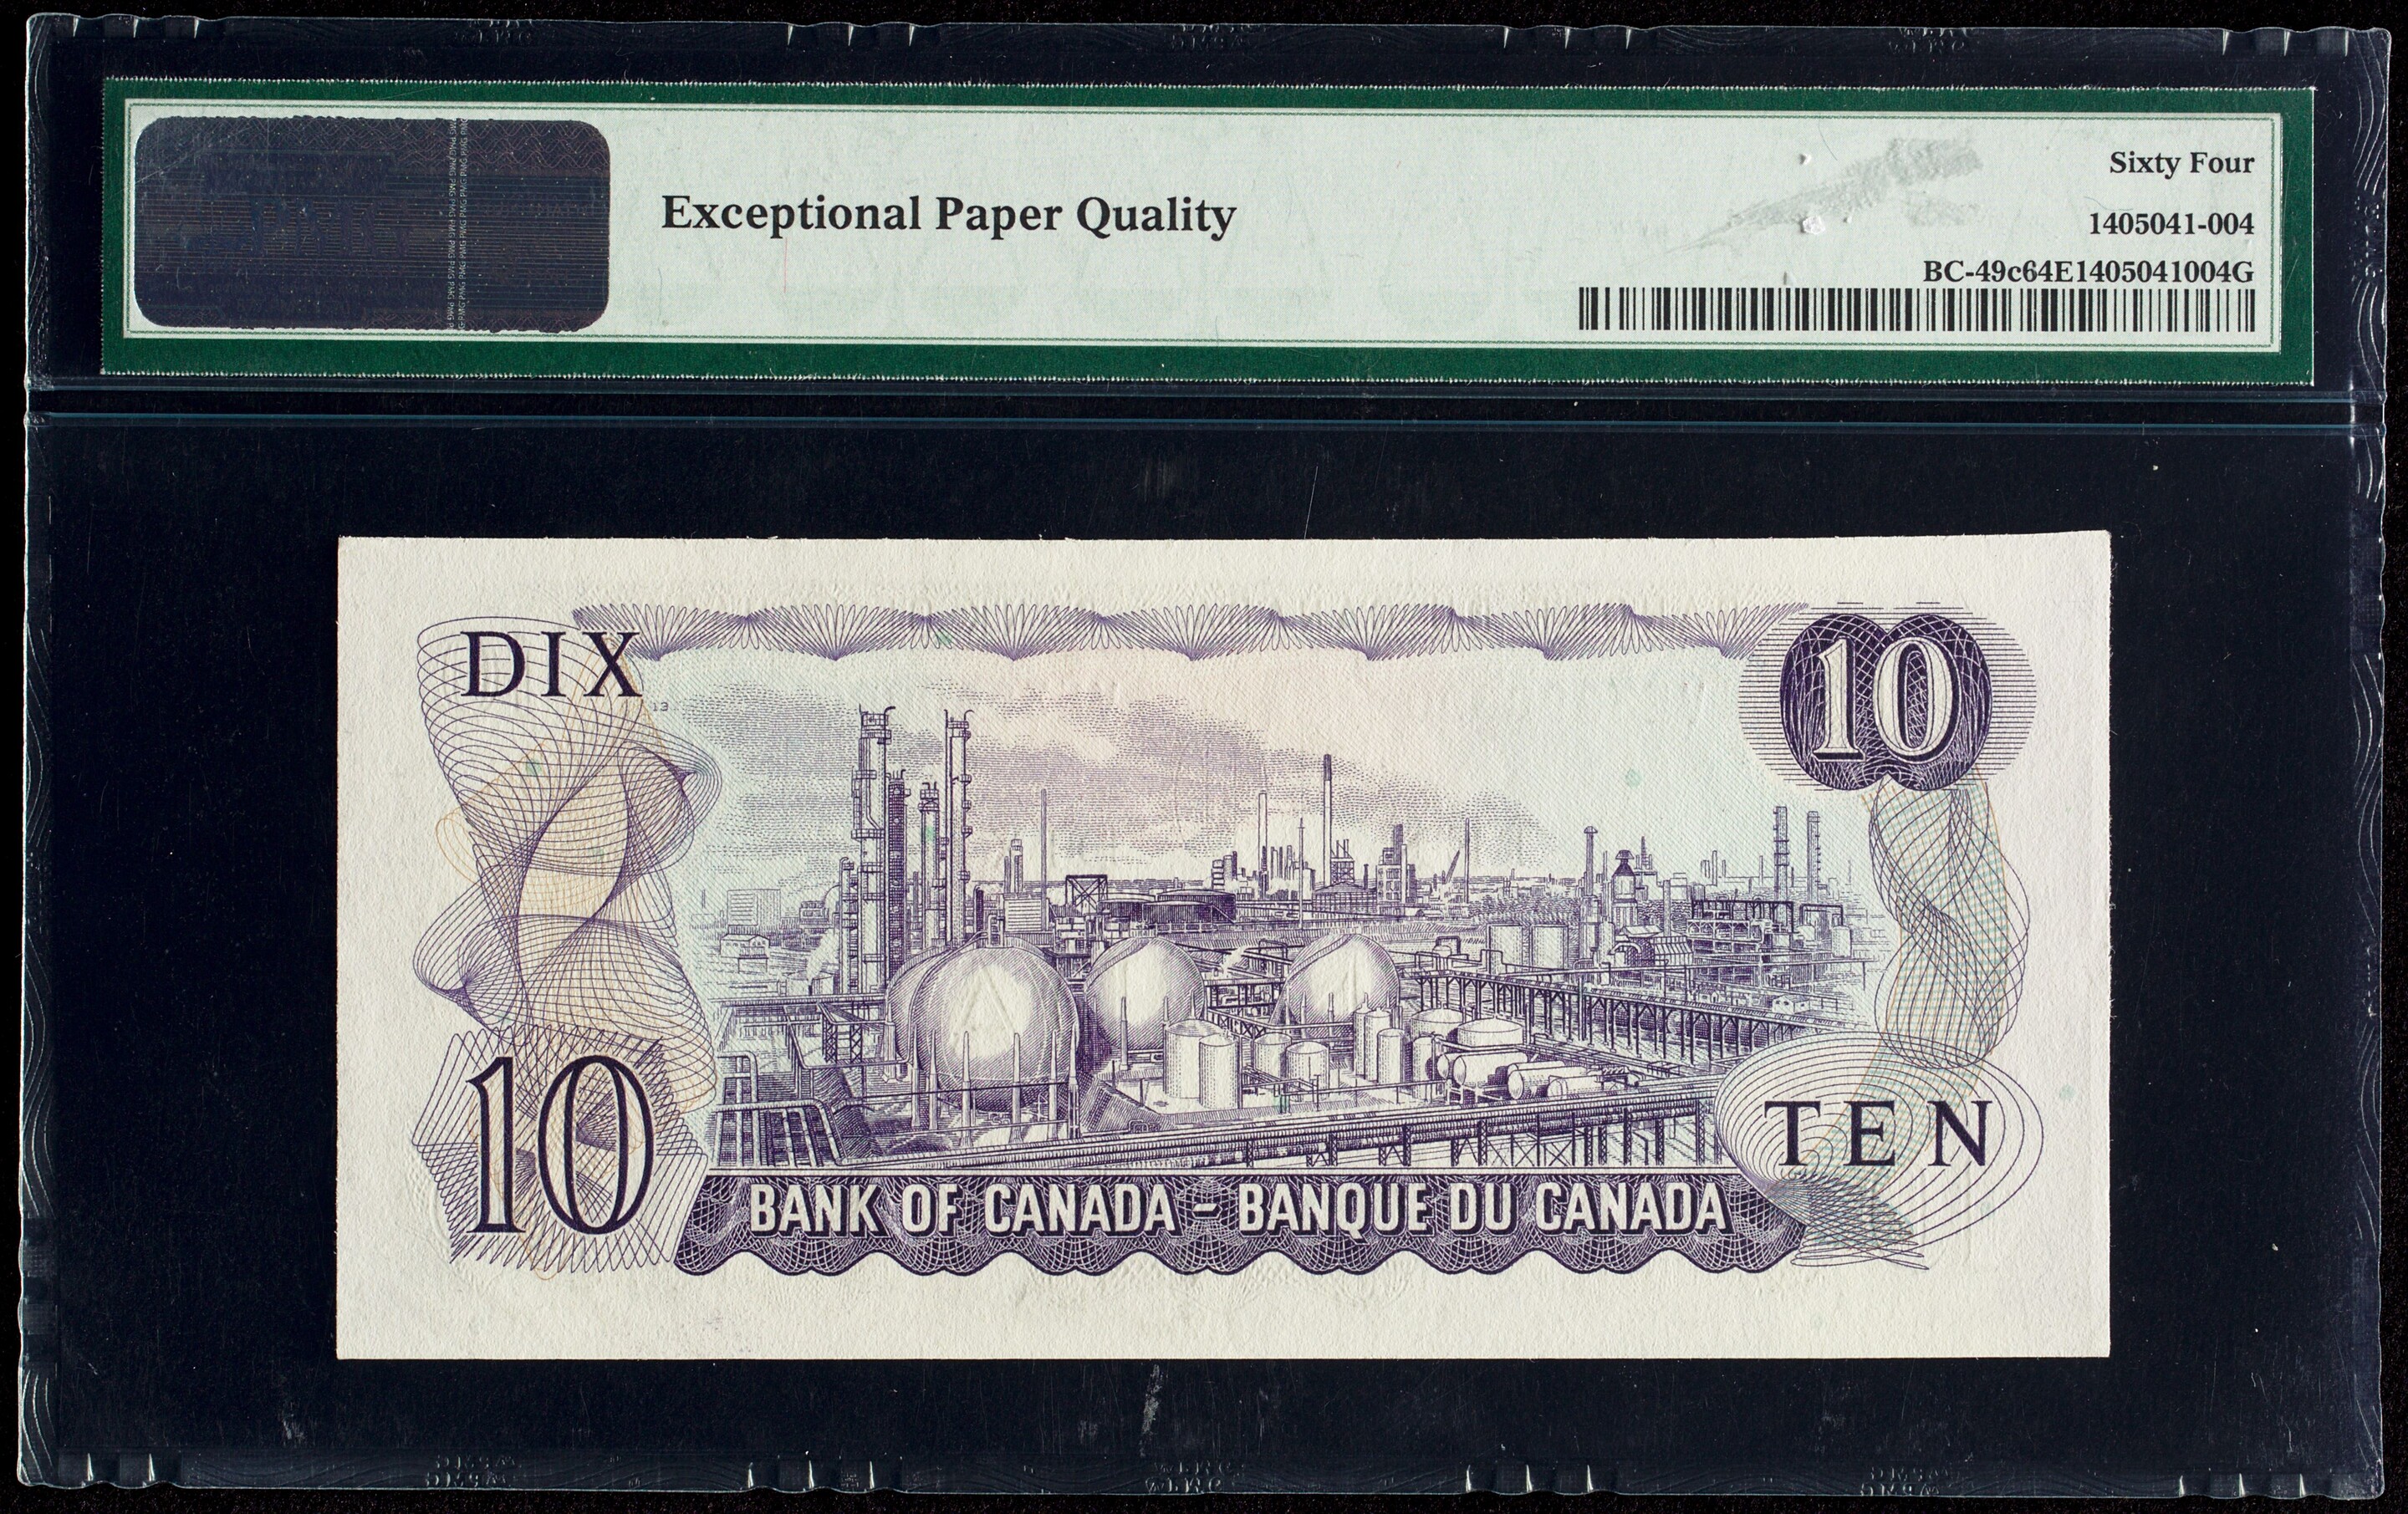 Exceptional Paper Quality
Sixty Four
1405041-004
BC-49c64E1405041004G
DIX
10
13
10
TEN
BANK OF CANADA - BANQUE DU CANADA